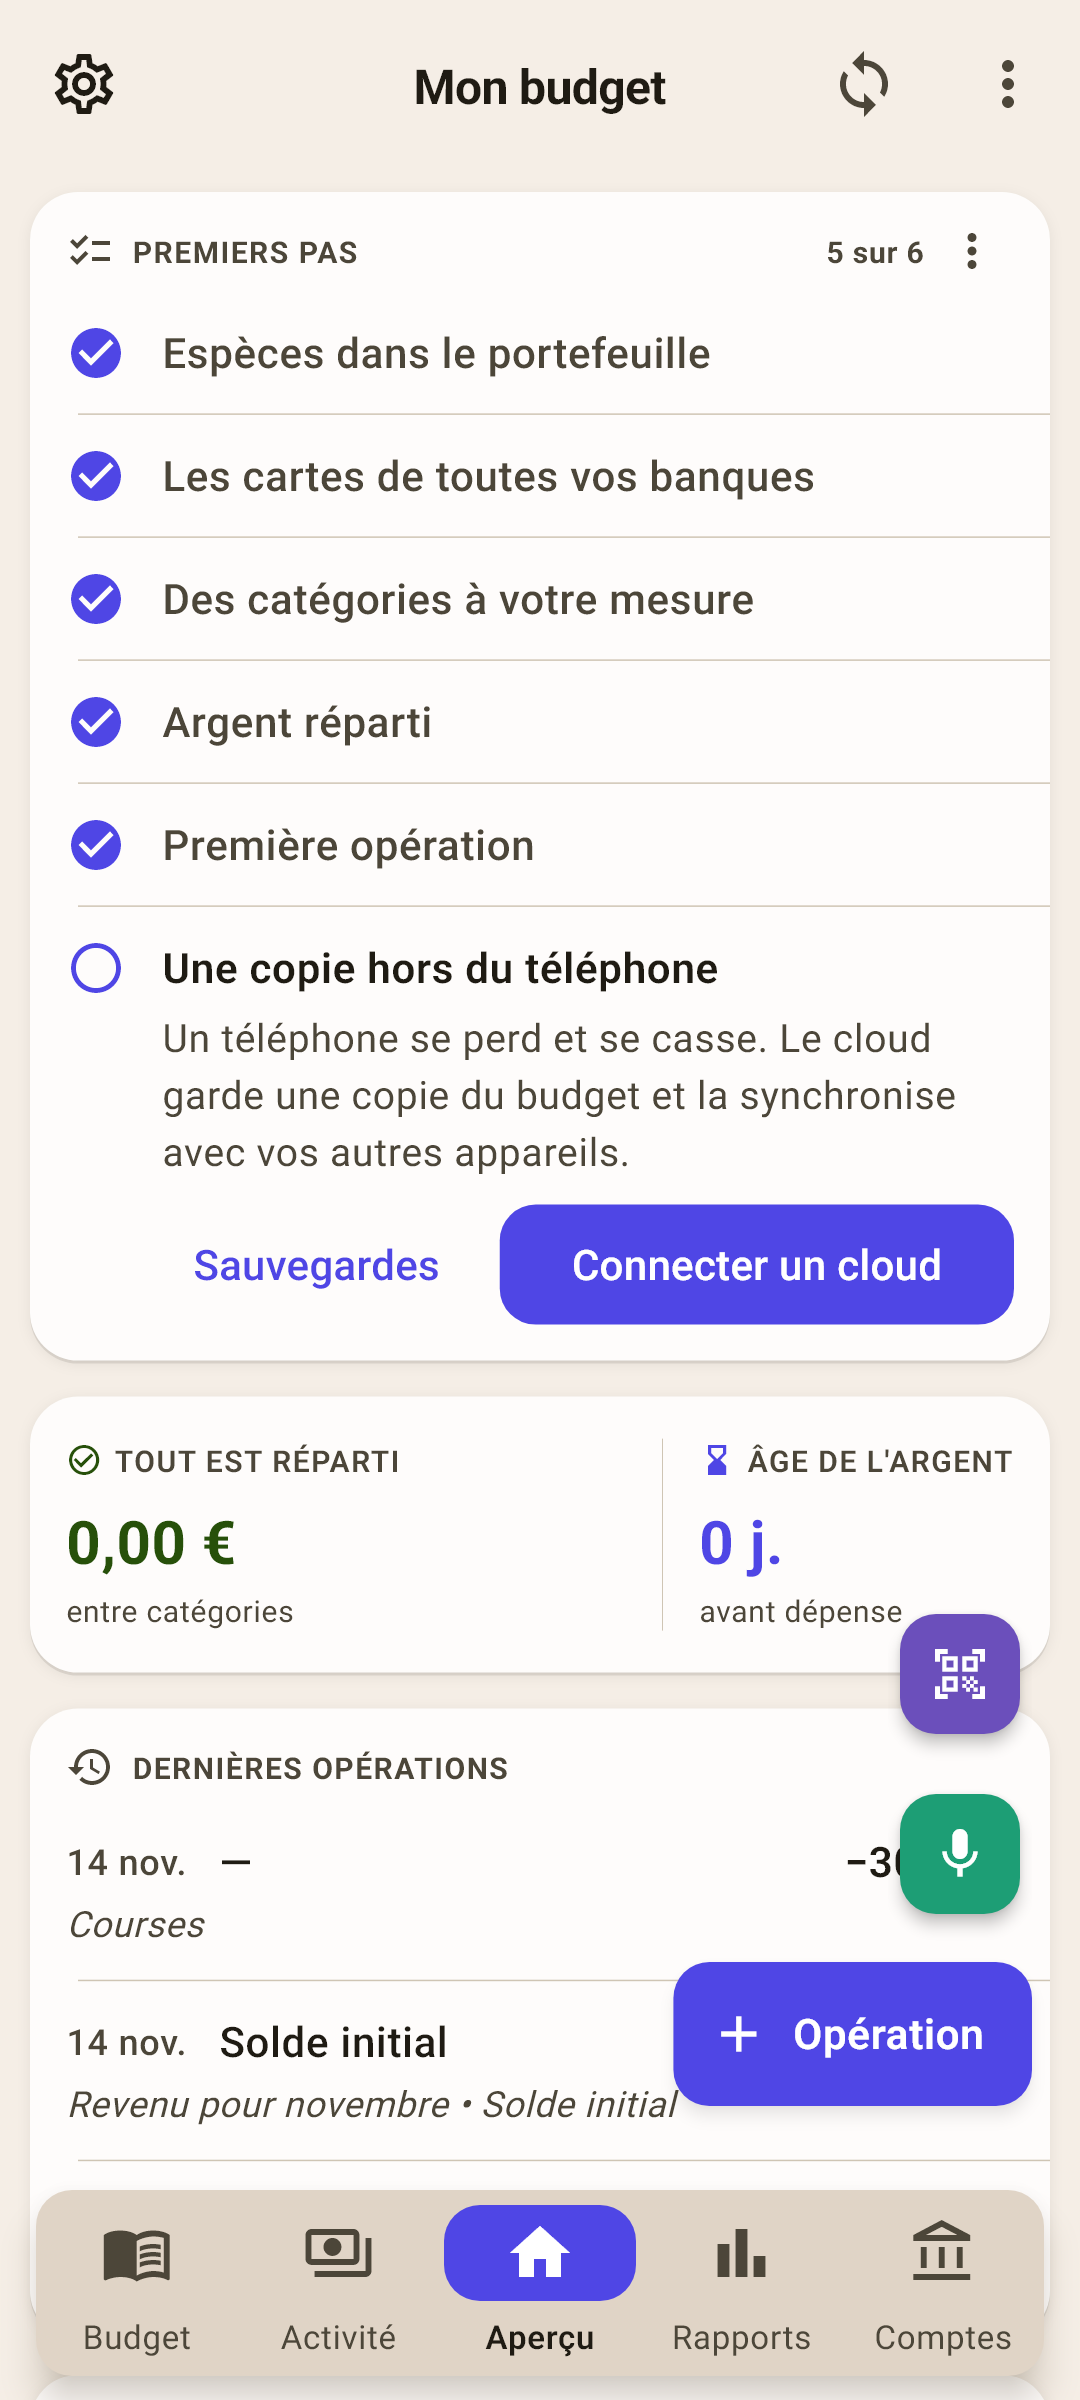 Mon budget
PREMIERS PAS
5 sur 6
Espèces dans le portefeuille
Les cartes de toutes vos banques
Des catégories à votre mesure
Argent réparti
Première opération
Une copie hors du téléphone
Un téléphone se perd et se casse. Le cloud
garde une copie du budget et la synchronise
avec vos autres appareils.
Sauvegardes
Connecter un cloud
TOUT EST RÉPARTI
0,00 €
entre catégories
ÂGE DE L'ARGENT
0 j.
avant dépense
DERNIÈRES OPÉRATIONS
14 nov. —
Courses
14 nov. Solde initial
Revenu pour novembre • Solde initial
+ Opération
Budget
Activité
Aperçu
Rapports
Comptes